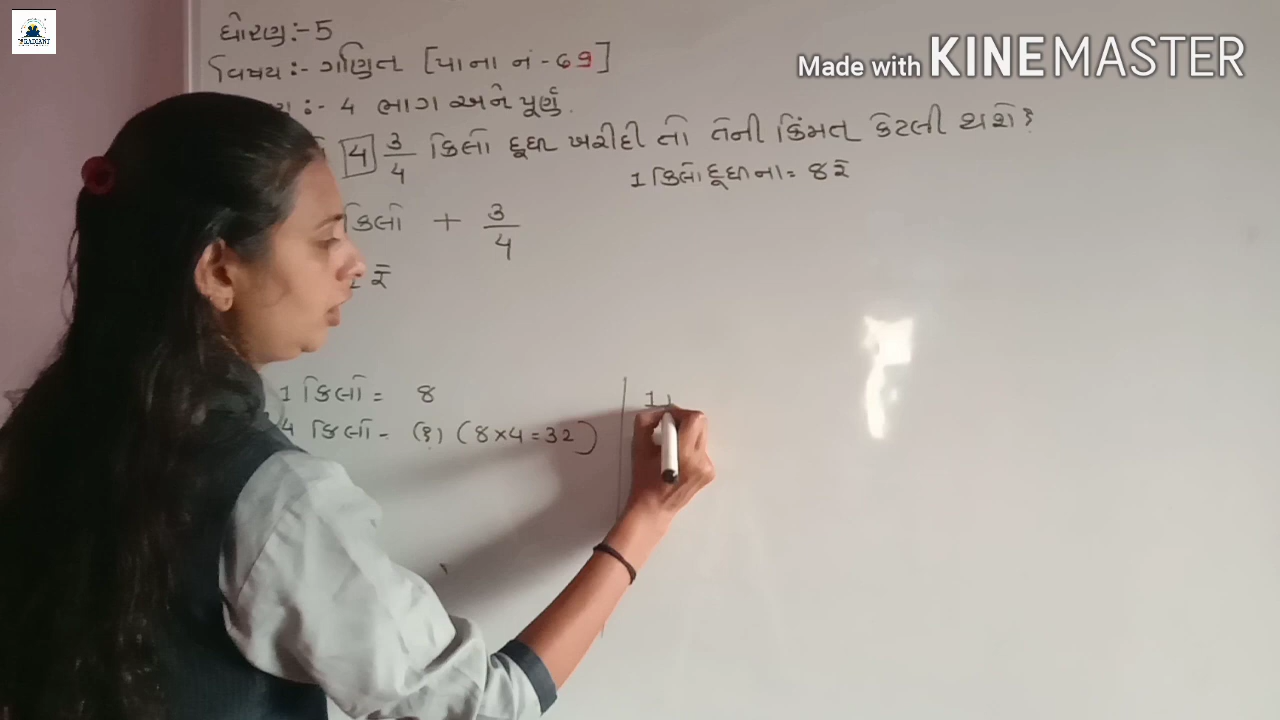 Made with KINEMASTER
ધોરણ:-5
વિષય:- ગણિત [પાના નં-69]
:- 4 ભાગ અને પૂર્ણ.
4 3/4 કિલો દૂધ ખરીદી તો તેની કિંમત કેટલી થશે?
1 કિલો દૂધના = 8 રૂ
કિલો + 3/4
રૂ
1 કિલો = 8
4 કિલો - (?) (8×4=32)
1